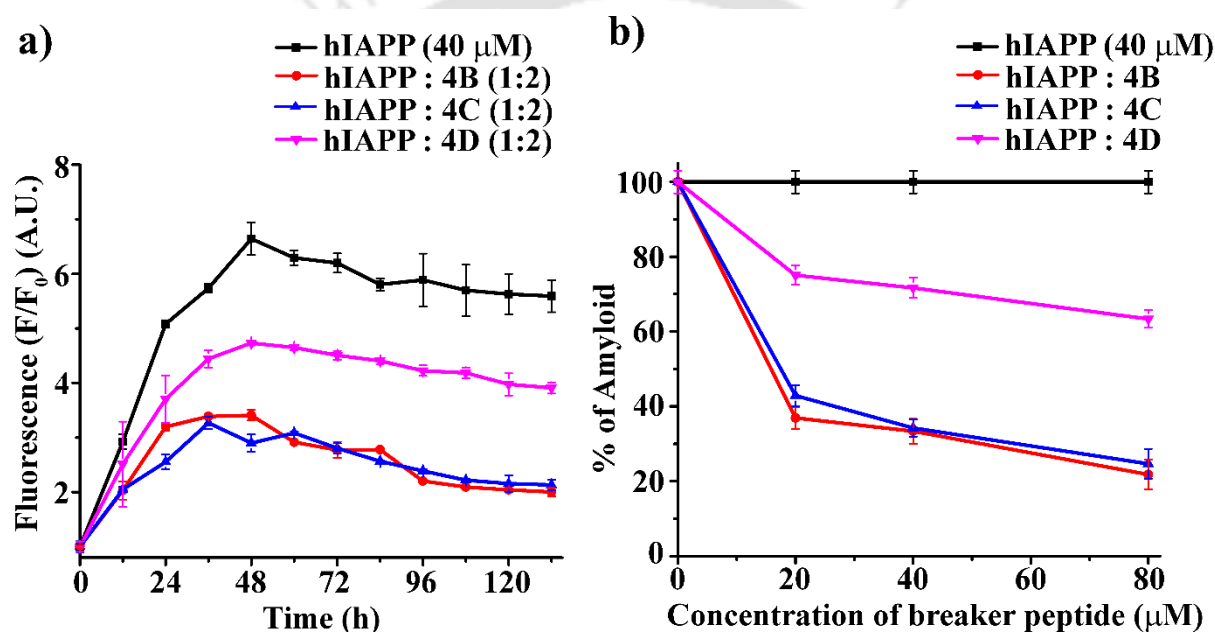 a)
hIAPP (40 μM)
hIAPP : 4B (1:2)
hIAPP : 4C (1:2)
hIAPP : 4D (1:2)
8
6
4
2
Fluorescence (F/F0) (A.U.)
0 24 48 72 96 120
Time (h)
b)
hIAPP (40 μM)
hIAPP : 4B
hIAPP : 4C
hIAPP : 4D
100
80
60
40
20
0
% of Amyloid
0 20 40 60 80
Concentration of breaker peptide (μM)